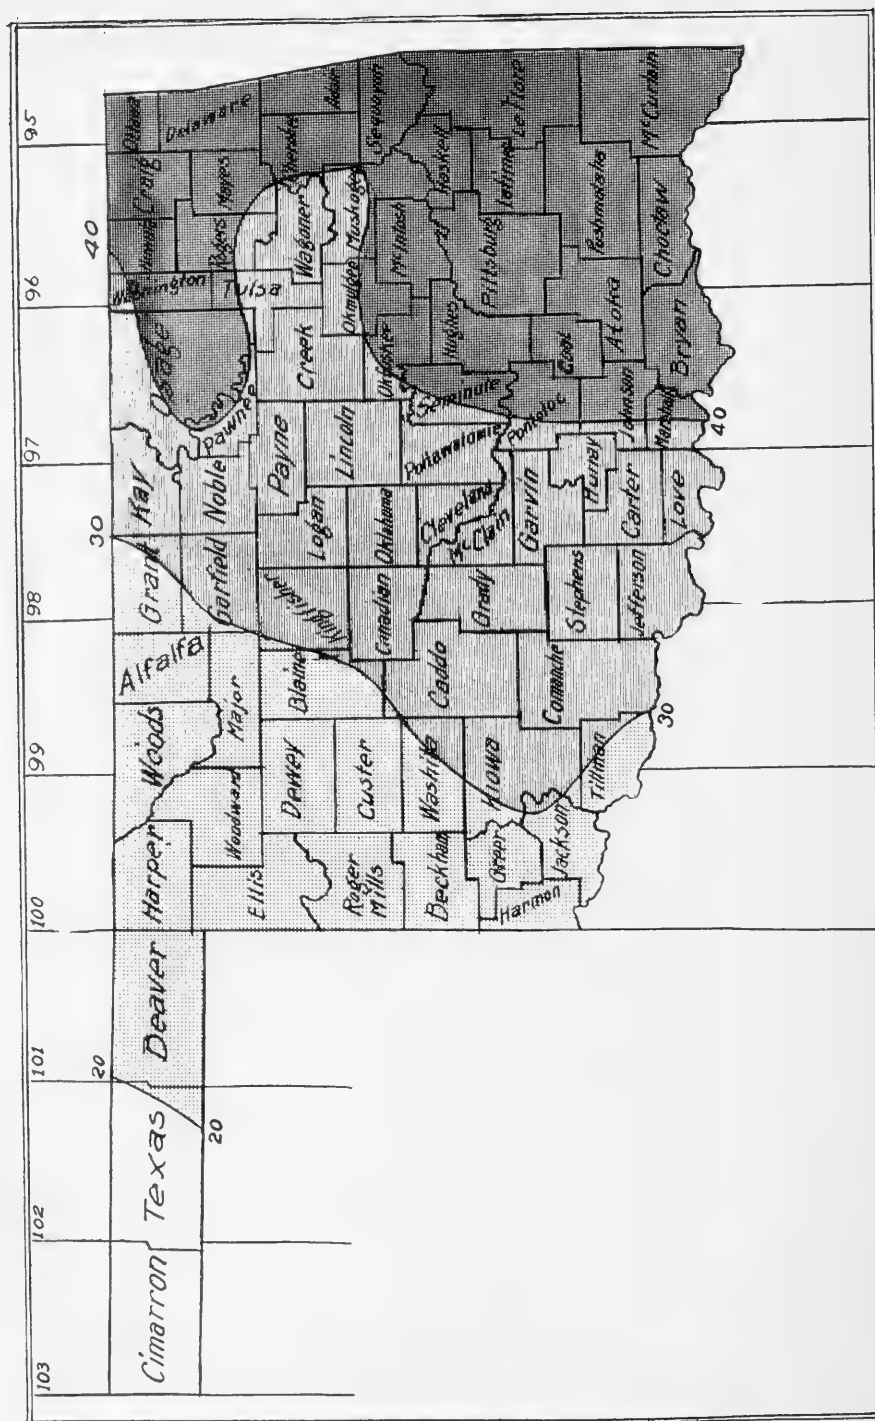 103
102
101
100
99
98
97
96
95
20
30
40
Cimarron
Texas
Deaver
Harper
Woods
Alfalfa
Grant
Kay
Osage
Washington
Nowata
Craig
Ottawa
Delaware
Mayes
Rogers
Tulsa
Pawnee
Noble
Garfield
Major
Woodward
Ellis
Dewey
Blaine
King Fisher
Logan
Payne
Lincoln
Creek
Wagoner
Cherokee
Adair
Sequoyah
Muskogee
Okmulgee
McIntosh
Okfuskee
Oklahoma
Canadian
Custer
Roger
Mills
Beckham
Washita
Caddo
Grady
McClain
Cleveland
Pottawatomie
Seminole
Hughes
Haskell
Le Flore
Latimer
Pittsburg
Pontotoc
Garvin
Kiowa
Greer
Harmon
Jackson
Tillman
Comanche
Stephens
Murray
Coal
Atoka
Pushmataha
McCurtain
Choctaw
Bryan
Johnson
Marshall
Carter
Love
Jefferson
20
30
40